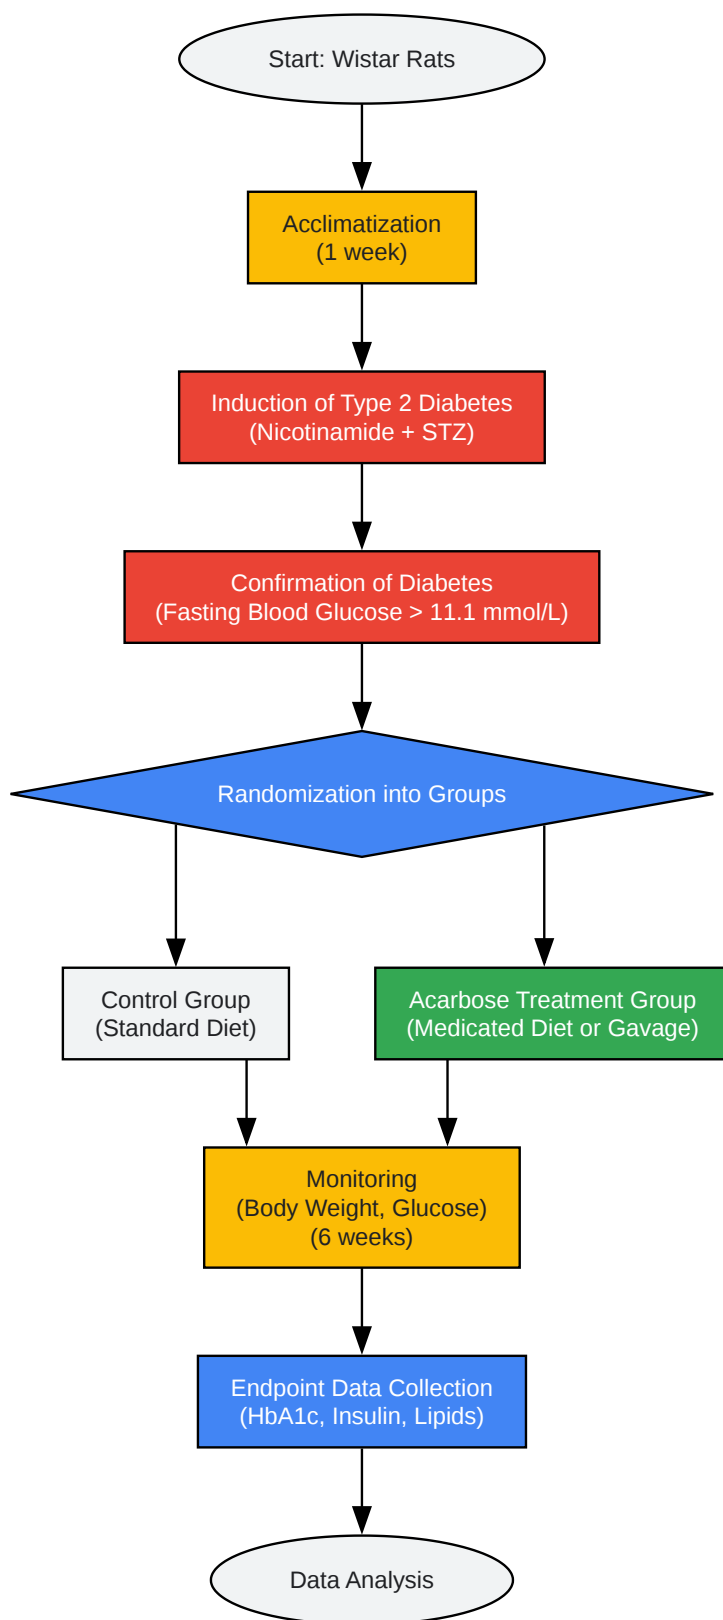 Start: Wistar Rats
Acclimatization
(1 week)
Induction of Type 2 Diabetes
(Nicotinamide + STZ)
Confirmation of Diabetes
(Fasting Blood Glucose > 11.1 mmol/L)
Randomization into Groups
Control Group
(Standard Diet)
Acarbose Treatment Group
(Medicated Diet or Gavage)
Monitoring
(Body Weight, Glucose)
(6 weeks)
Endpoint Data Collection
(HbA1c, Insulin, Lipids)
Data Analysis